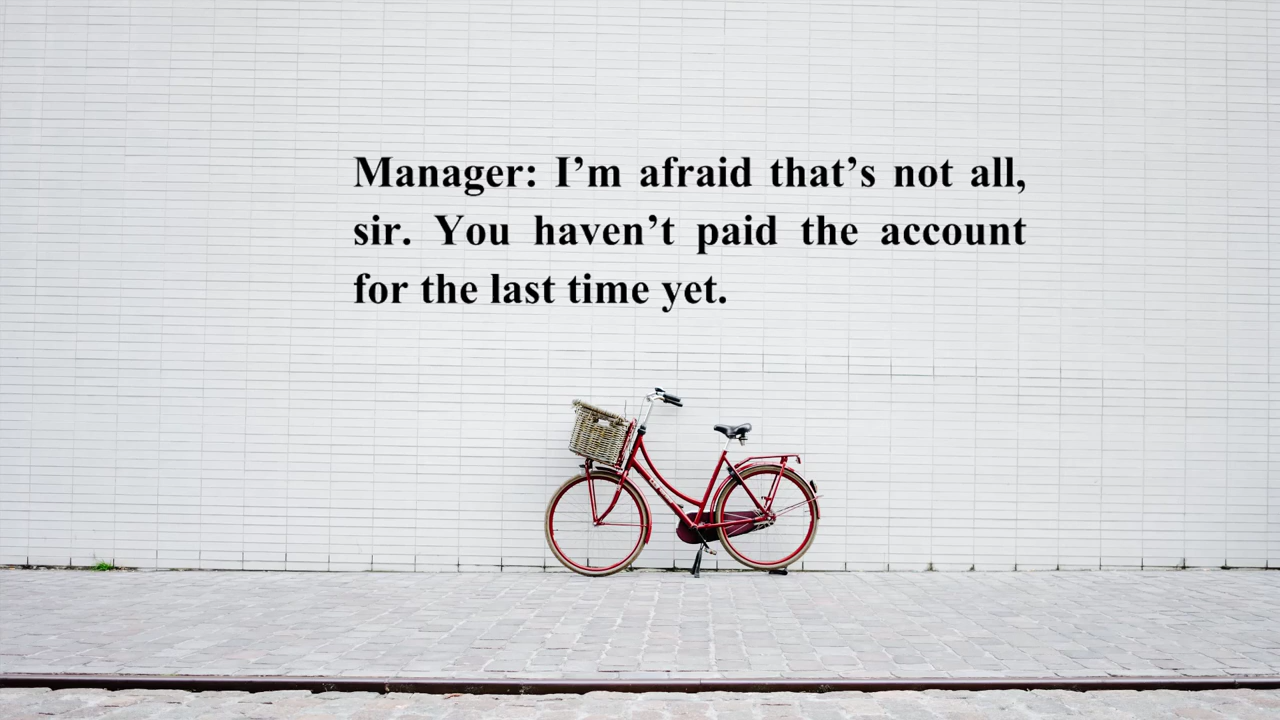 Manager: I’m afraid that’s not all,
sir. You haven’t paid the account
for the last time yet.